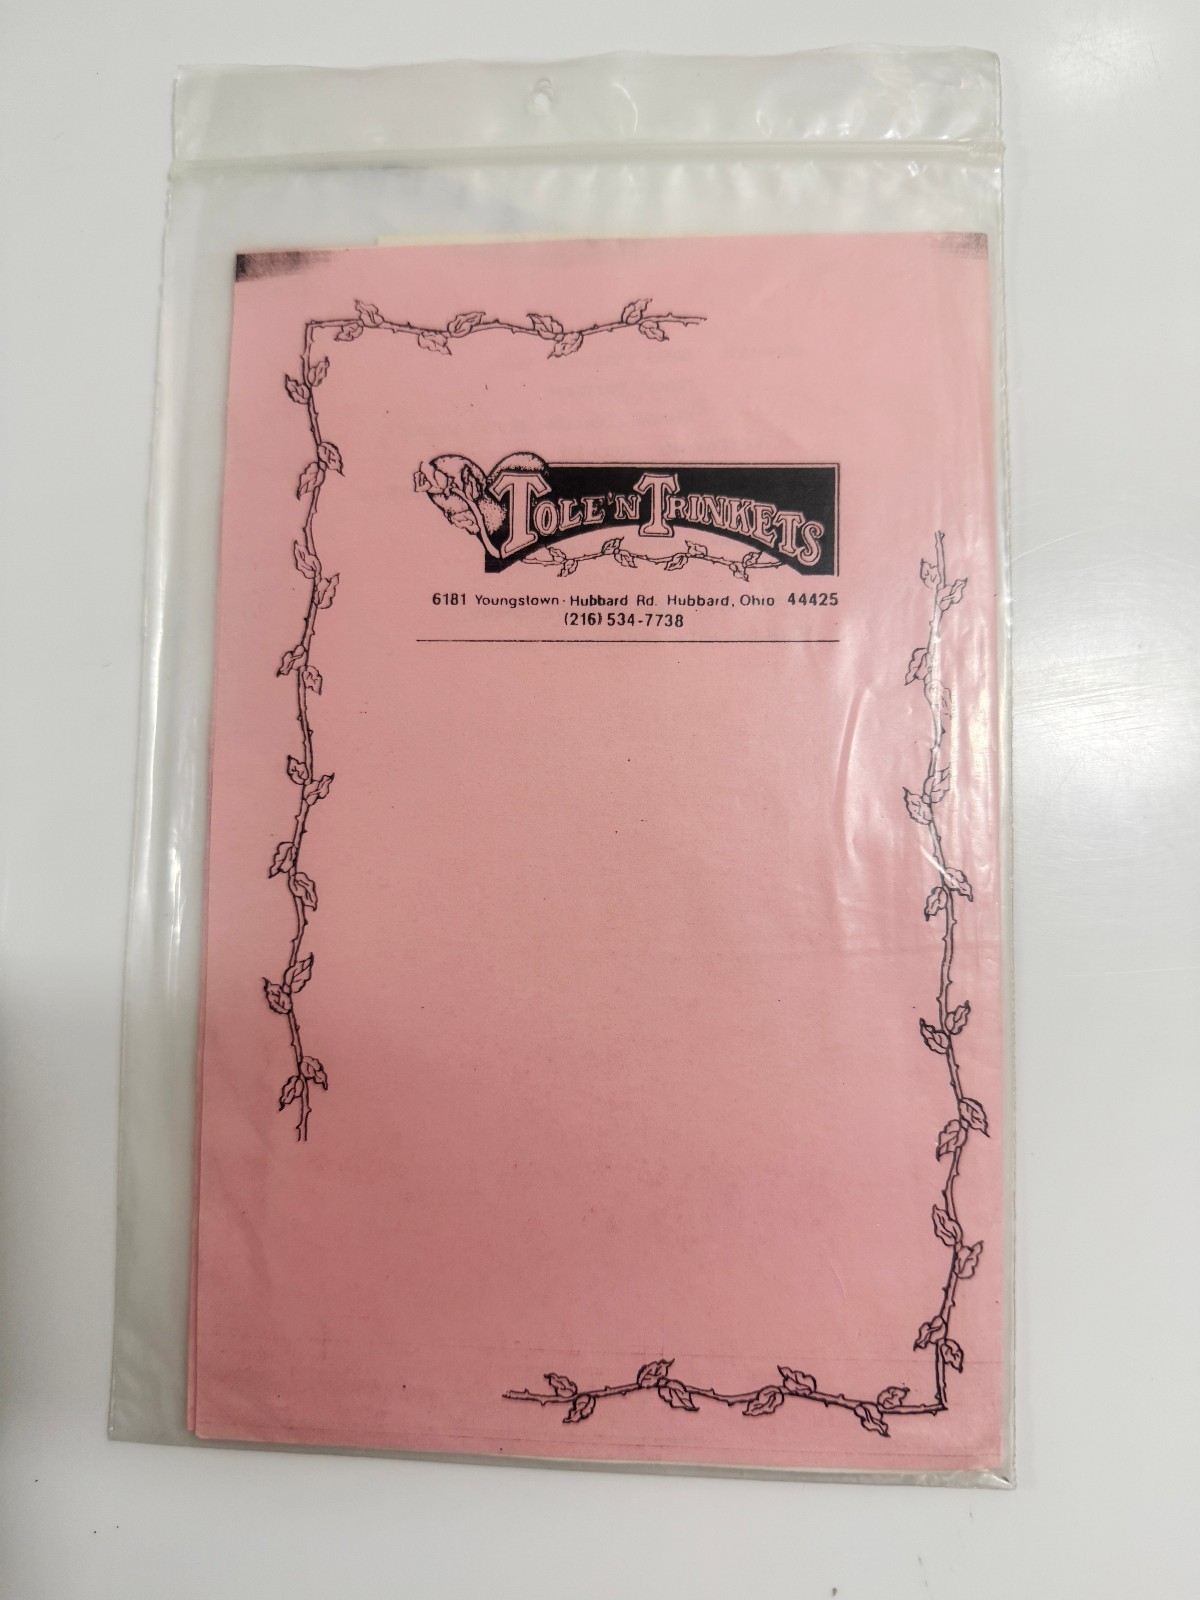 TOLE 'N TRINKETS
6181 Youngstown-Hubbard Rd. Hubbard, Ohio 44425
(216) 534-7738